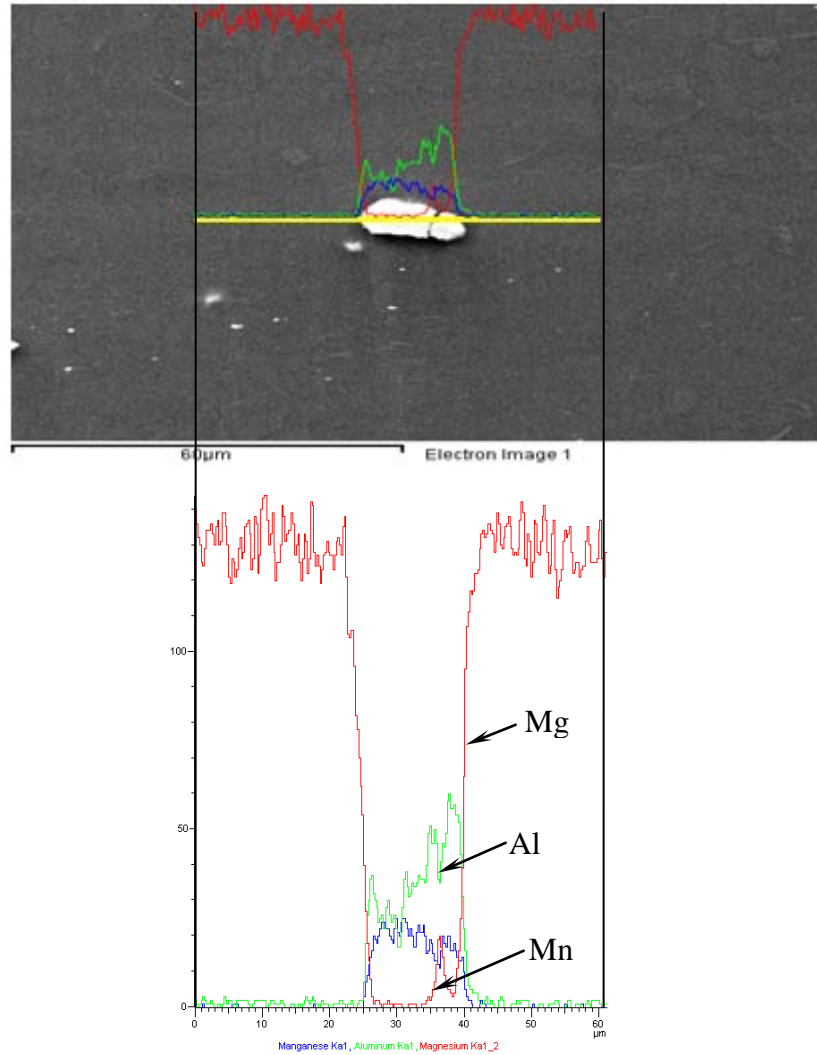 60µm Electron Image 1
100
Mg
50
Al
Mn
0
0 10 20 30 40 50 60
µm
Manganese Ka1, Aluminum Ka1, Magnesium Ka1_2